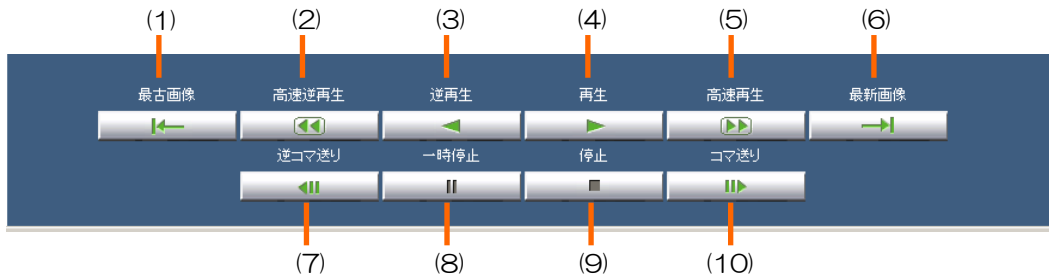 (1) (2) (3) (4) (5) (6)
最古画像 高速逆再生 逆再生 再生 高速再生 最新画像
逆コマ送り 一時停止 停止 コマ送り
(7) (8) (9) (10)